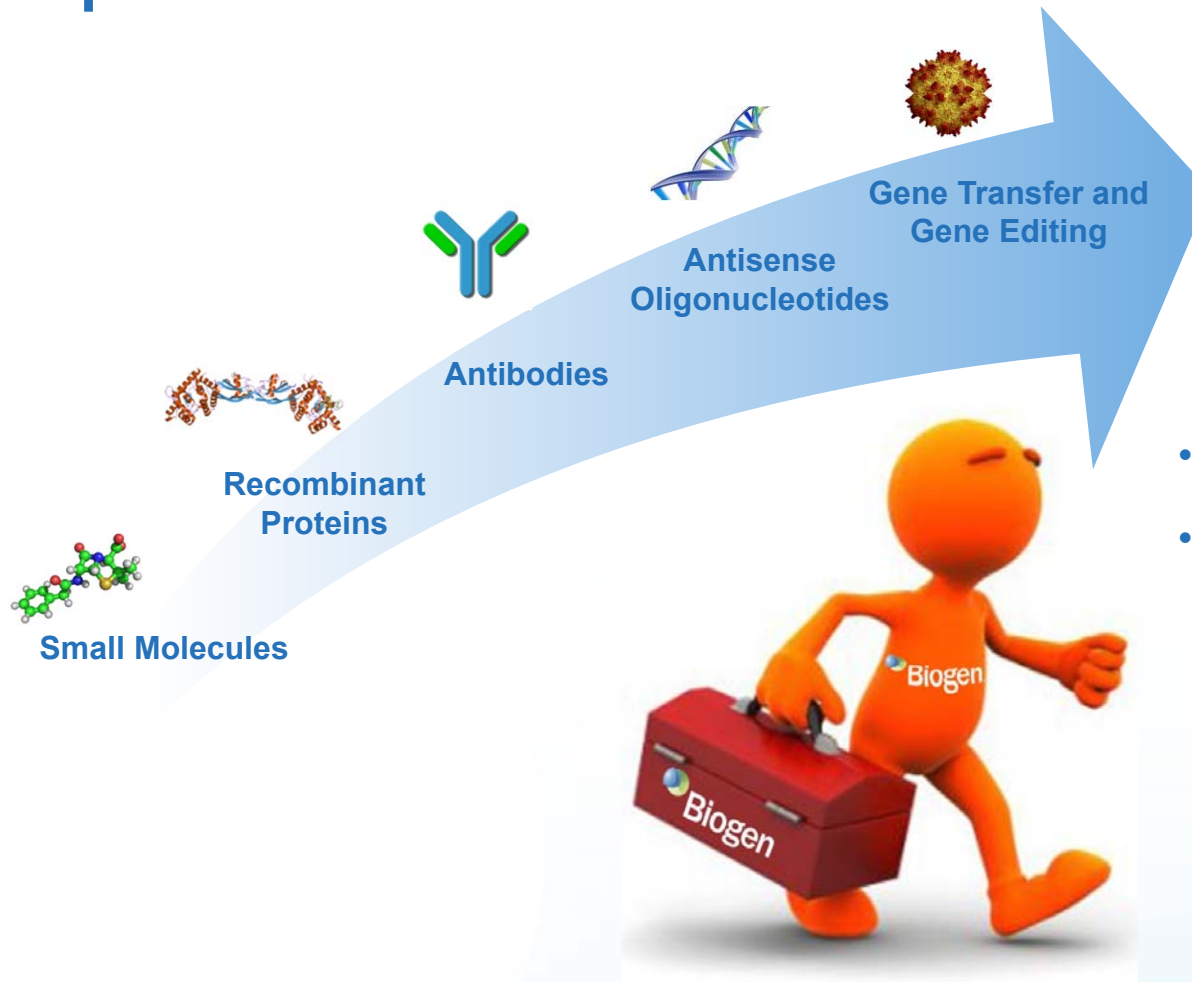 Gene Transfer and
Gene Editing
Antisense
Oligonucleotides
Antibodies
Recombinant
Proteins
Small Molecules
Biogen
Biogen